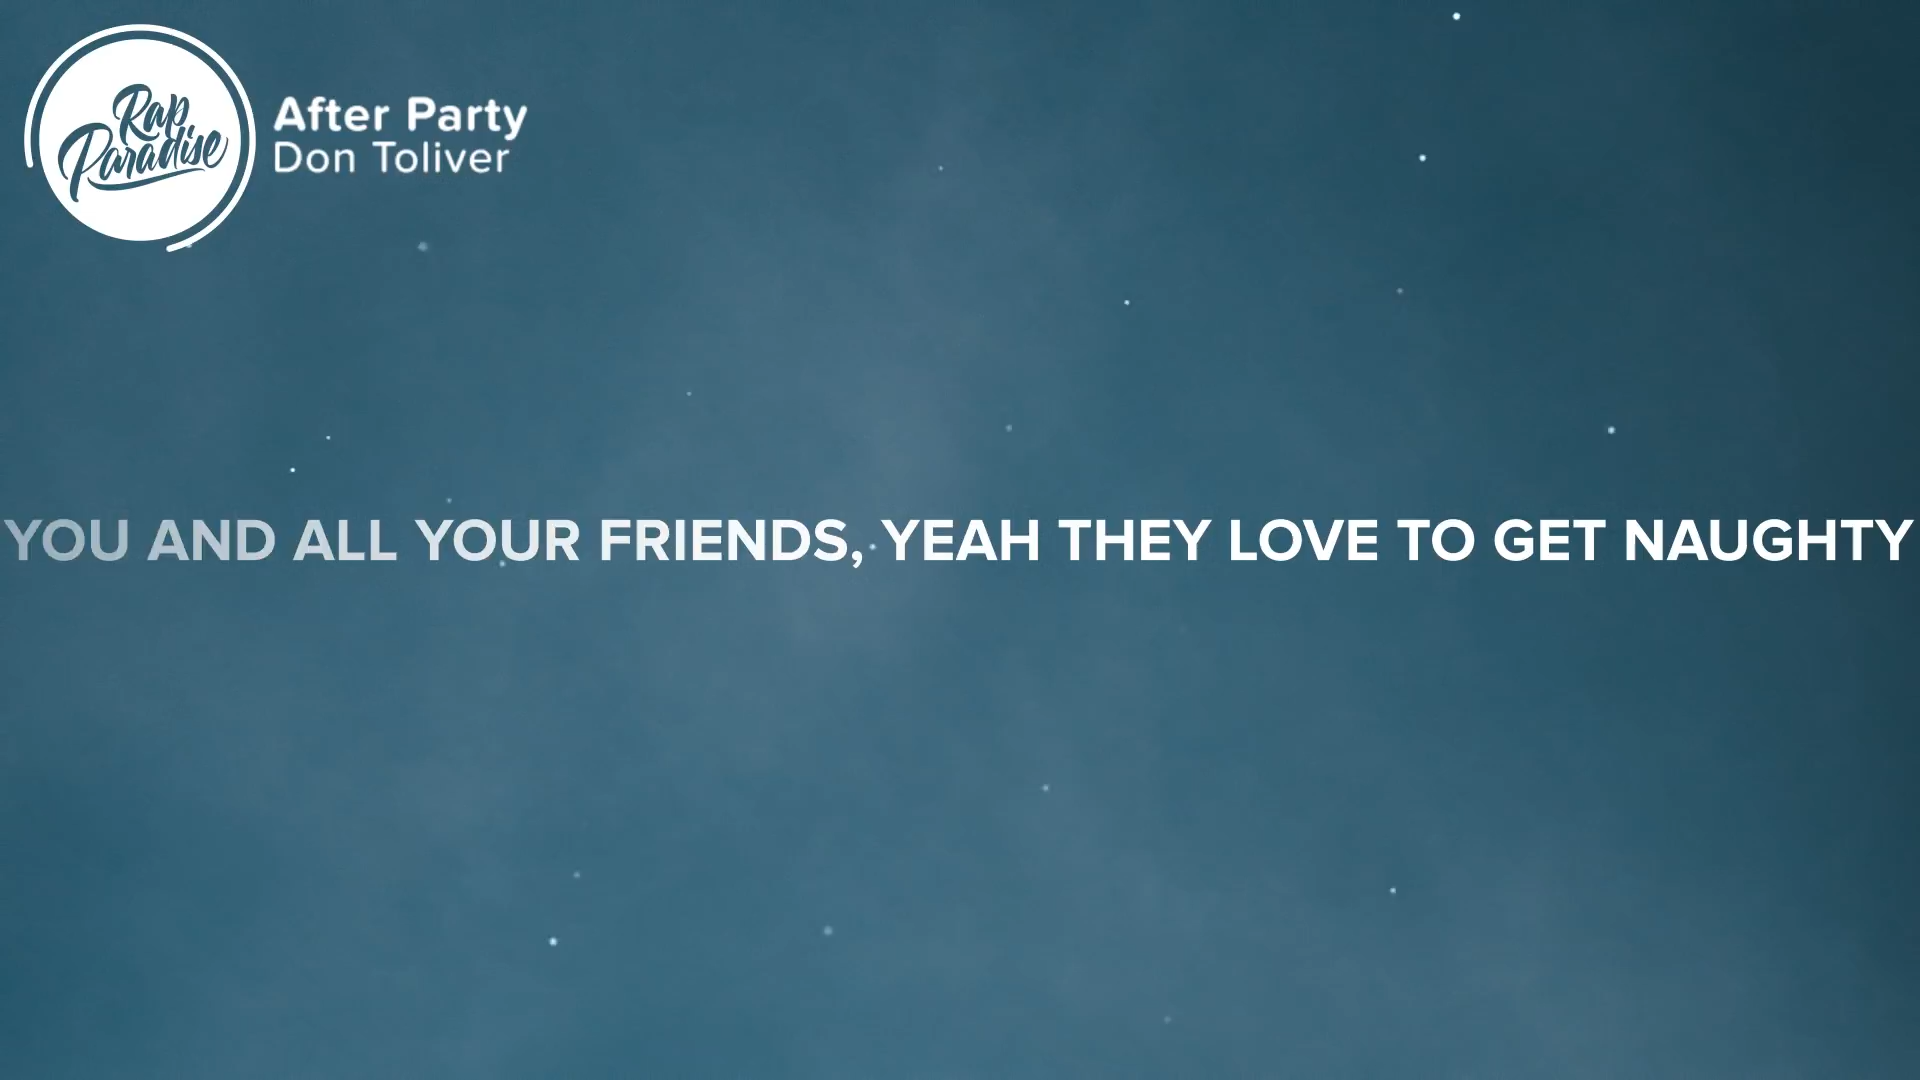 Rap
Paradise
After Party
Don Toliver
YOU AND ALL YOUR FRIENDS, YEAH THEY LOVE TO GET NAUGHTY